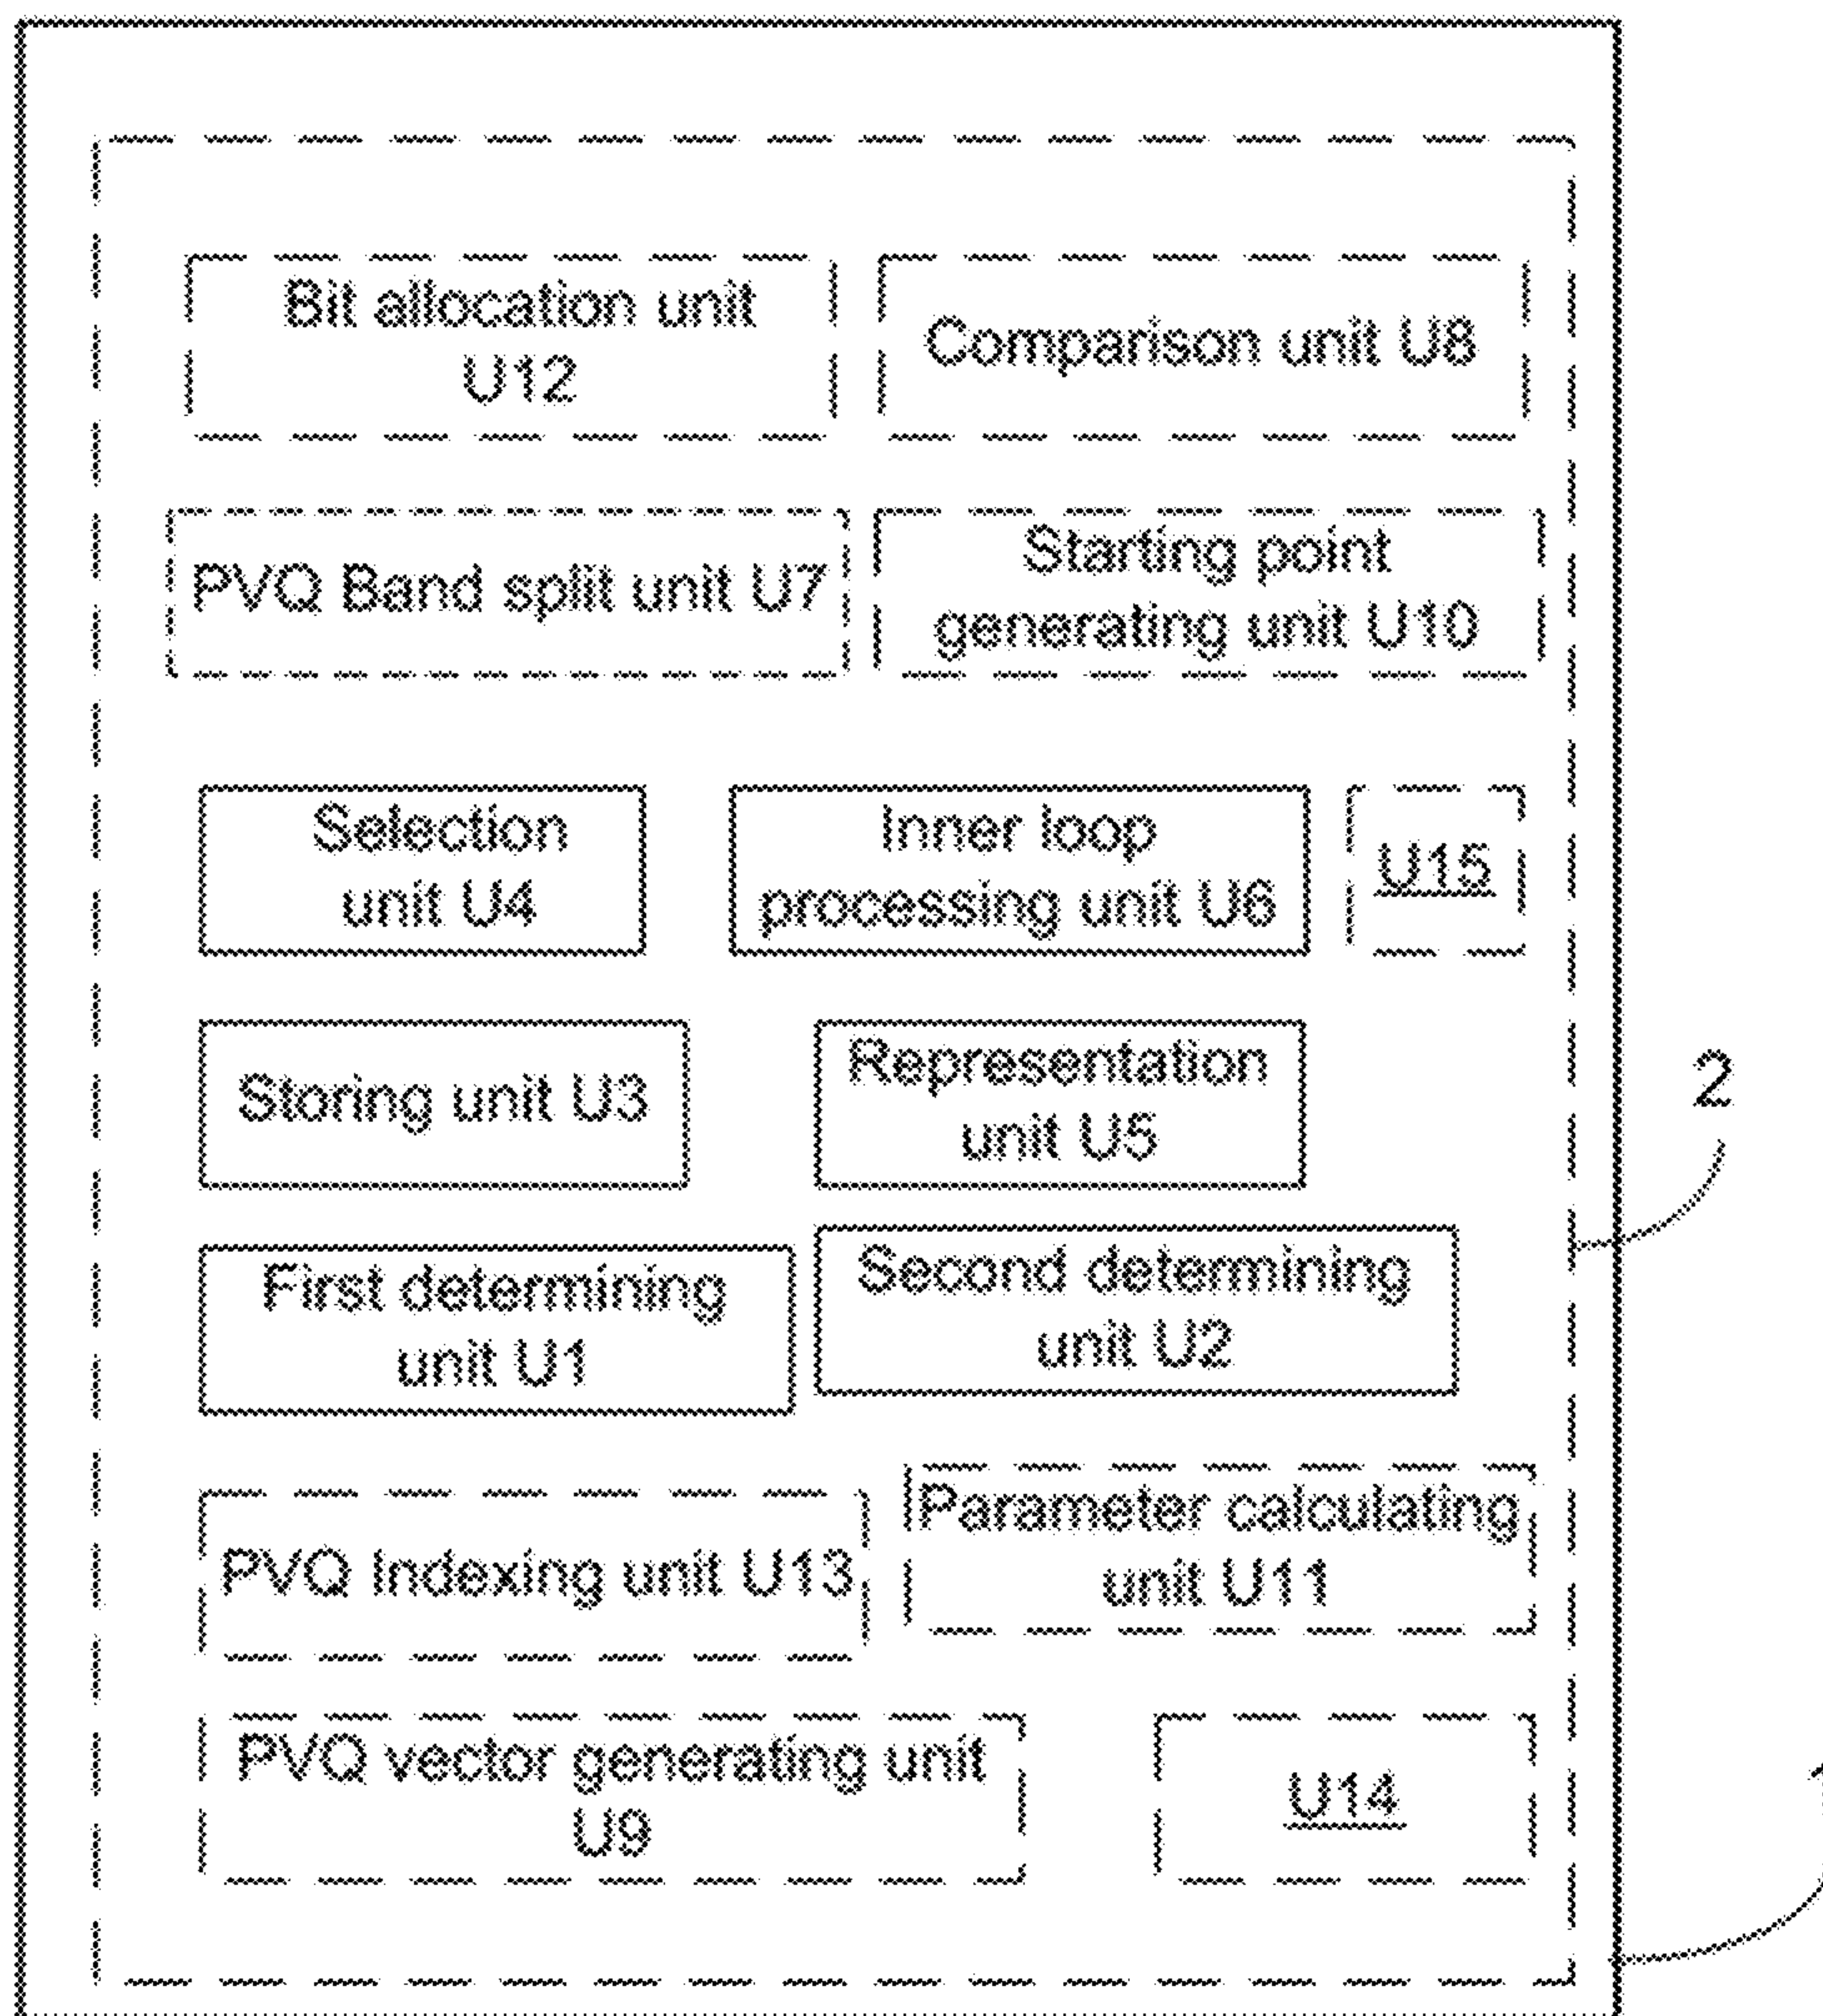 Bit allocation unit
U12
Comparison unit U8
PVQ Band split unit U7
Starting point
generating unit U10
Selection
unit U4
Inner loop
processing unit U6
U15
Storing unit U3
Representation
unit U5
2
First determining
unit U1
Second determining
unit U2
PVQ Indexing unit U13
Parameter calculating
unit U11
PVQ vector generating unit
U9
U14